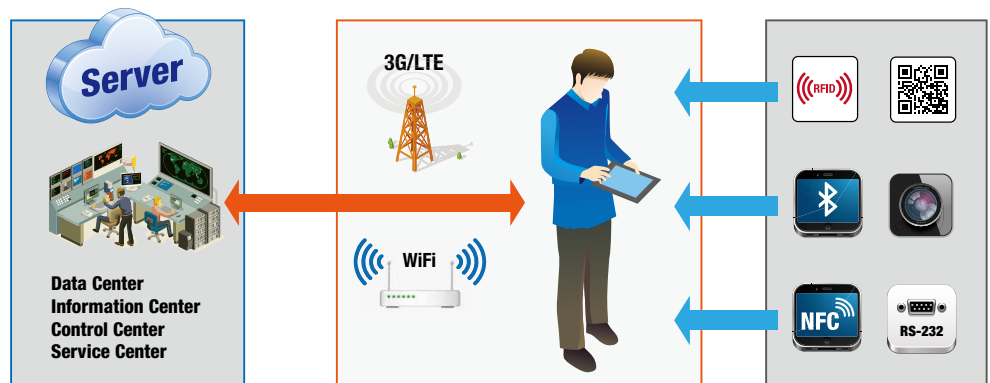 Server
Data Center
Information Center
Control Center
Service Center
3G/LTE
WiFi
RFID
NFC
RS-232